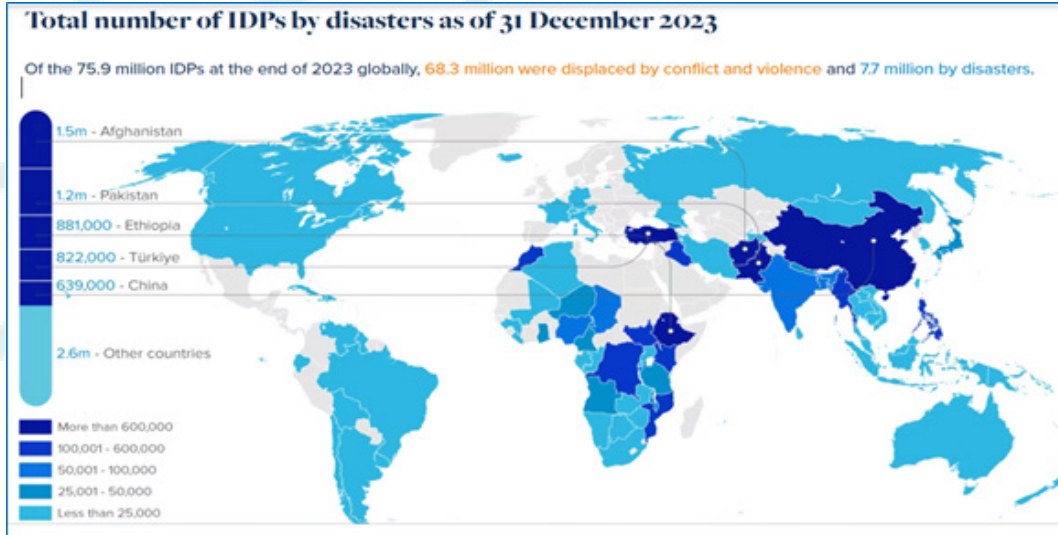 Total number of IDPs by disasters as of 31 December 2023
Of the 75.9 million IDPs at the end of 2023 globally, 68.3 million were displaced by conflict and violence and 7.7 million by disasters.
1.5m - Afghanistan
1.2m - Pakistan
881,000 - Ethiopia
822,000 - Türkiye
639,000 - China
2.6m - Other countries
More than 600,000
100,001 - 600,000
50,001 - 100,000
25,001 - 50,000
Less than 25,000